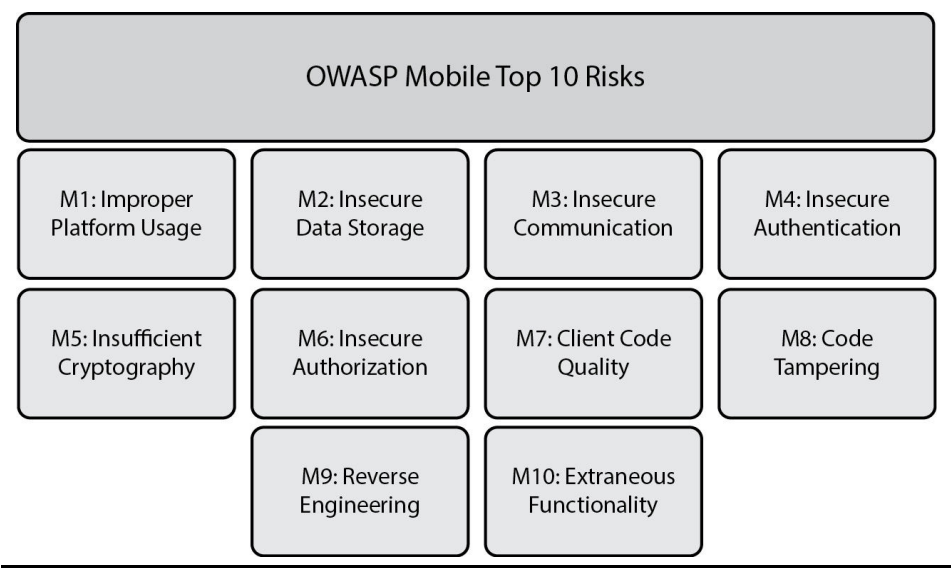 OWASP Mobile Top 10 Risks
M1: Improper
Platform Usage
M2: Insecure
Data Storage
M3: Insecure
Communication
M4: Insecure
Authentication
M5: Insufficient
Cryptography
M6: Insecure
Authorization
M7: Client Code
Quality
M8: Code
Tampering
M9: Reverse
Engineering
M10: Extraneous
Functionality